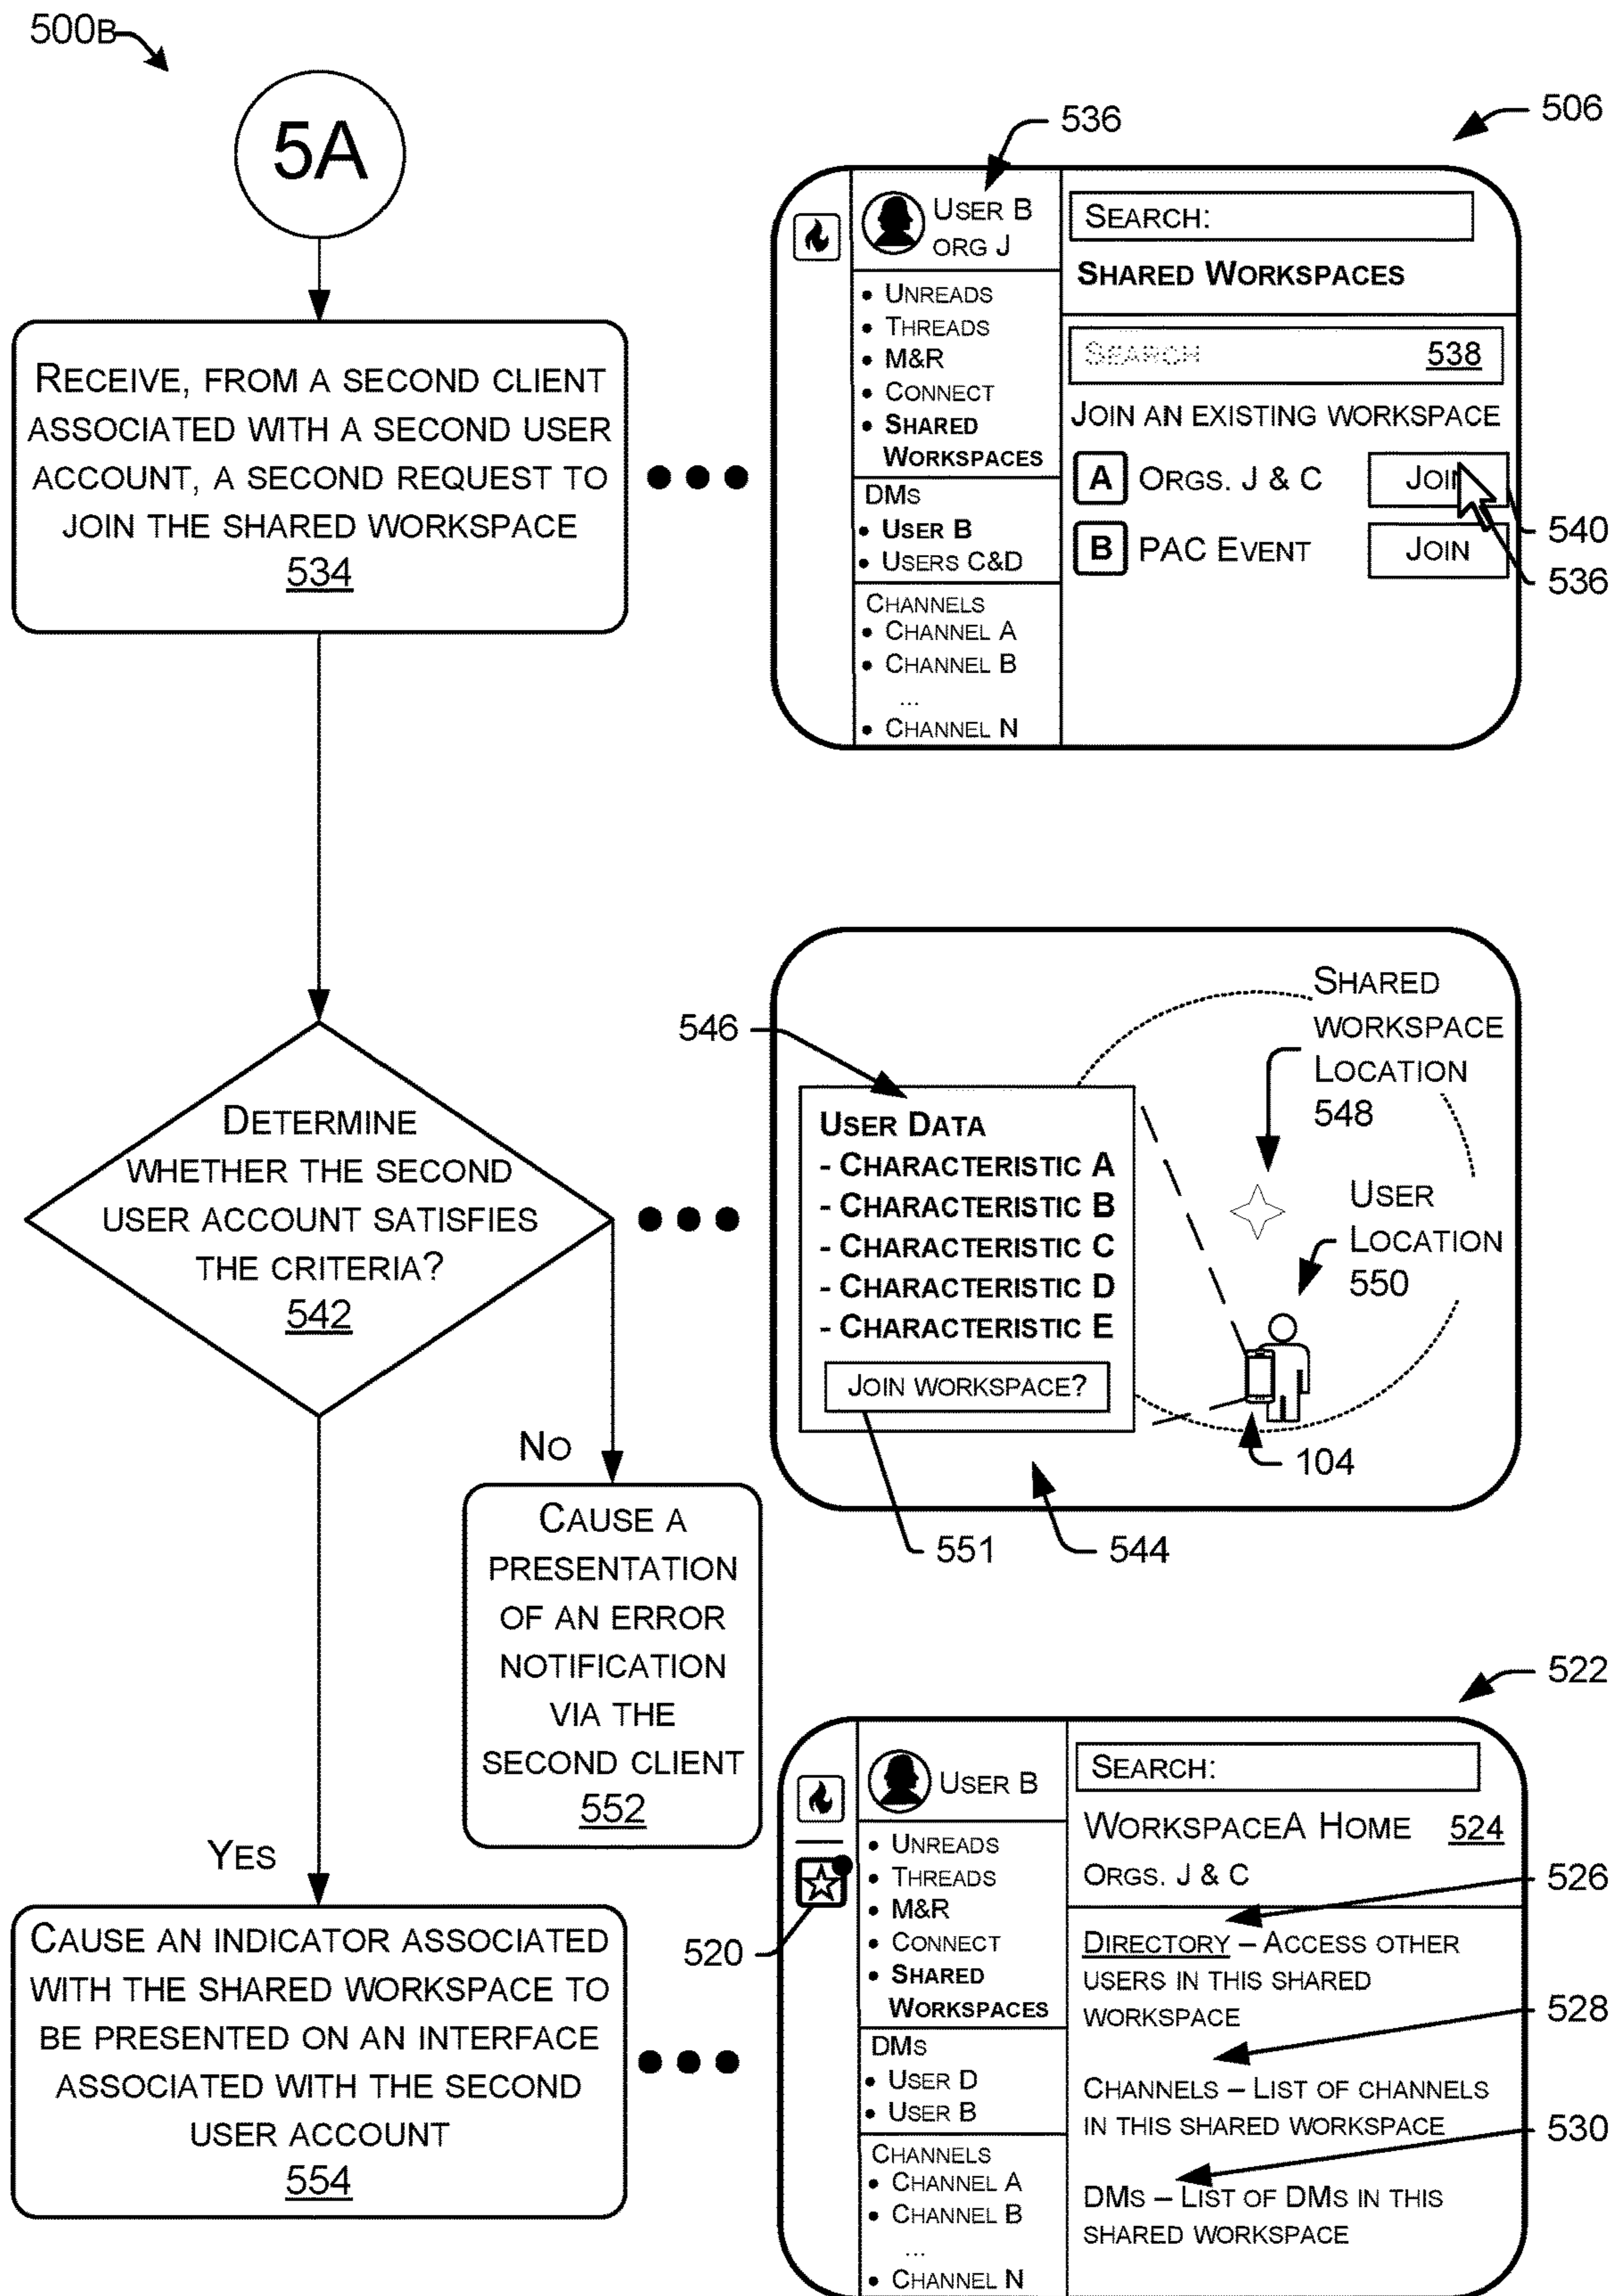 500B
5A
RECEIVE, FROM A SECOND CLIENT
ASSOCIATED WITH A SECOND USER
ACCOUNT, A SECOND REQUEST TO
JOIN THE SHARED WORKSPACE
534
536
506
USER B
ORG J
• UNREADS
• THREADS
• M&R
• CONNECT
• SHARED
WORKSPACES
DMS
• USER B
• USERS C&D
CHANNELS
• CHANNEL A
• CHANNEL B
...
• CHANNEL N
SEARCH:
SHARED WORKSPACES
SEARCH 538
JOIN AN EXISTING WORKSPACE
A ORGS. J & C JOIN
B PAC EVENT JOIN
540
536
DETERMINE
WHETHER THE SECOND
USER ACCOUNT SATISFIES
THE CRITERIA?
542
546
USER DATA
- CHARACTERISTIC A
- CHARACTERISTIC B
- CHARACTERISTIC C
- CHARACTERISTIC D
- CHARACTERISTIC E
JOIN WORKSPACE?
SHARED
WORKSPACE
LOCATION
548
USER
LOCATION
550
104
551
544
NO
CAUSE A
PRESENTATION
OF AN ERROR
NOTIFICATION
VIA THE
SECOND CLIENT
552
YES
CAUSE AN INDICATOR ASSOCIATED
WITH THE SHARED WORKSPACE TO
BE PRESENTED ON AN INTERFACE
ASSOCIATED WITH THE SECOND
USER ACCOUNT
554
522
520
USER B
• UNREADS
• THREADS
• M&R
• CONNECT
• SHARED
WORKSPACES
DMS
• USER D
• USER B
CHANNELS
• CHANNEL A
• CHANNEL B
...
• CHANNEL N
SEARCH:
WORKSPACEA HOME 524
ORGS. J & C
526
DIRECTORY – ACCESS OTHER
USERS IN THIS SHARED
WORKSPACE
528
CHANNELS – LIST OF CHANNELS
IN THIS SHARED WORKSPACE
530
DMS – LIST OF DMS IN THIS
SHARED WORKSPACE